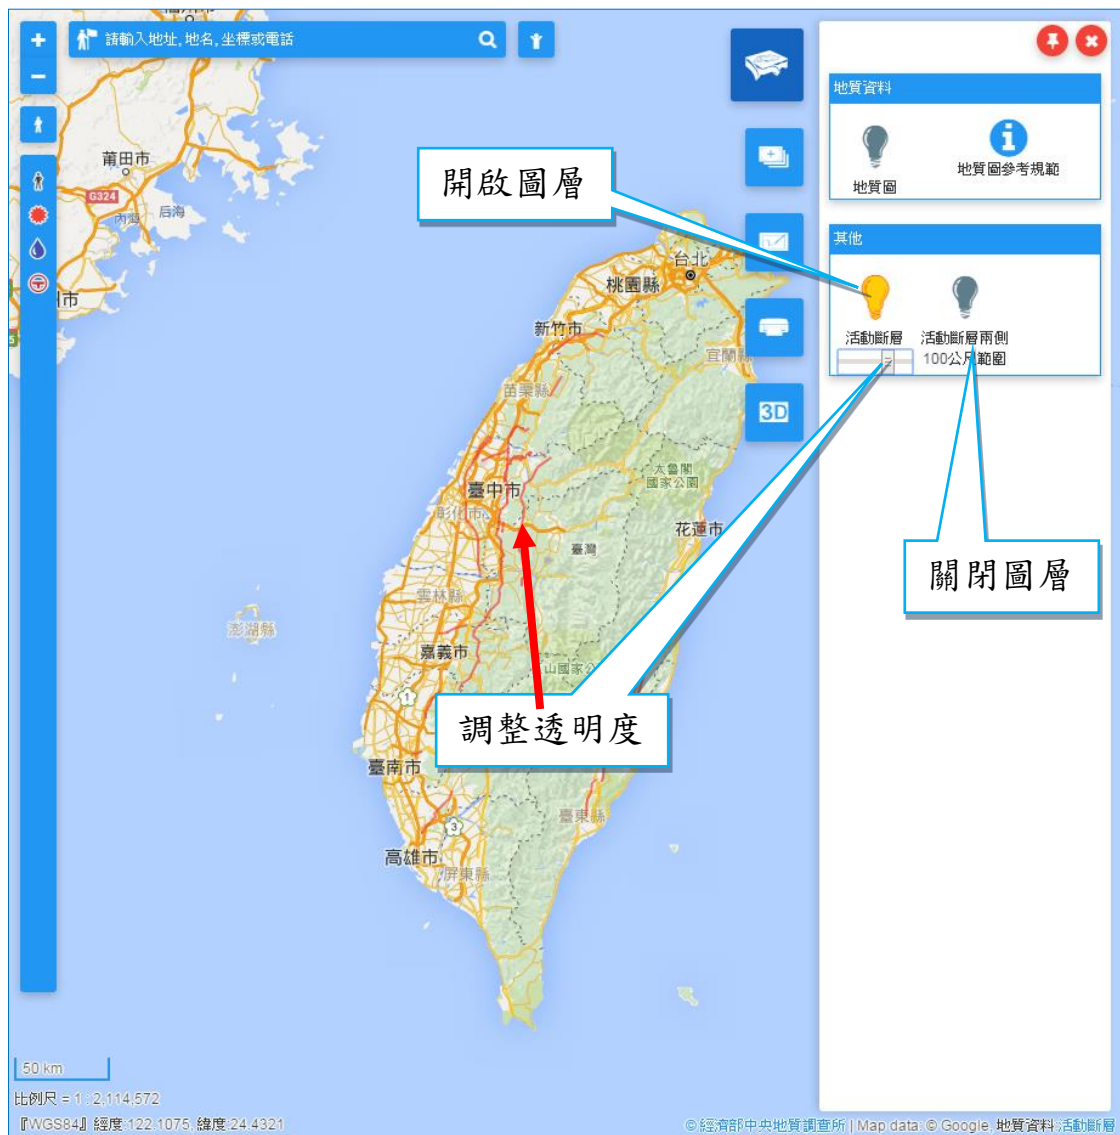 請輸入地址,地名,坐標或電話
莆田市
G324
內澳
后海
市
台北
桃園縣
新竹市
宜蘭縣
苗栗縣
太魯閣
國家公園
臺中市
彰化市
花蓮市
臺灣
雲林縣
澎湖縣
嘉義市
山國家公
1
臺南市
臺東縣
3
高雄市
屏東縣
3D
地質資料
地質圖
地質圖參考規範
其他
活動斷層
活動斷層兩側
100公尺範圍
開啟圖層
關閉圖層
調整透明度
50 km
比例尺 = 1 : 2,114,572
『WGS84』經度:122.1075, 緯度:24.4321
© 經濟部中央地質調查所 | Map data: © Google, 地質資料:活動斷層